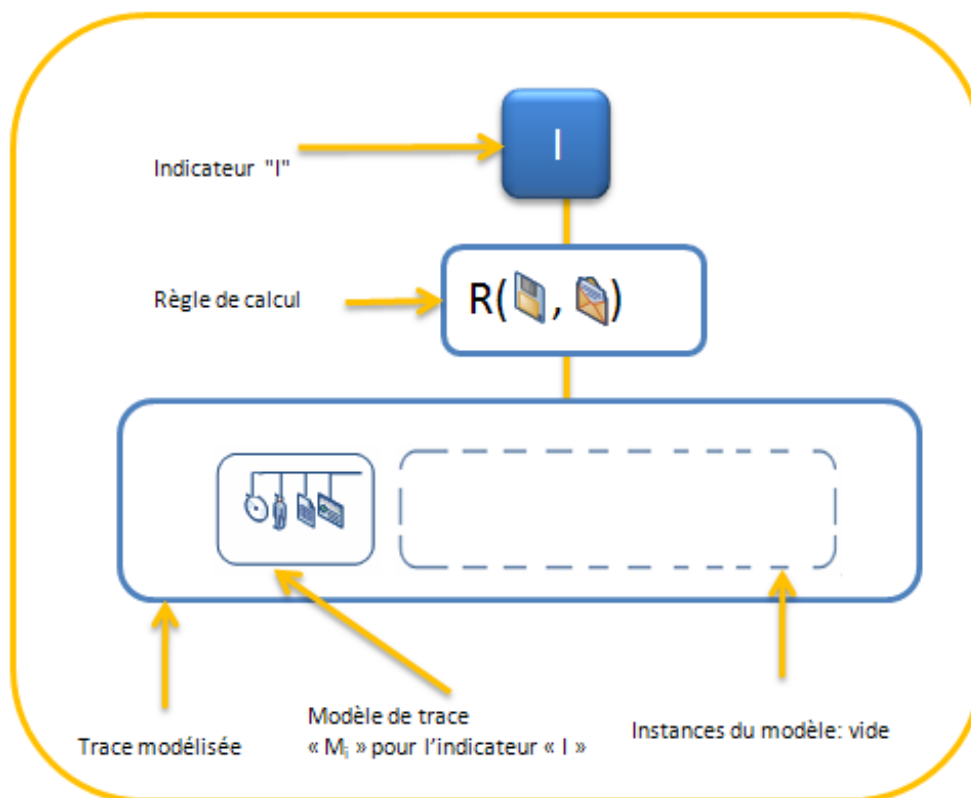 I
Indicateur "I"
Règle de calcul
R( , )
Modèle de trace
« Mi » pour l'indicateur « I »
Instances du modèle: vide
Trace modélisée